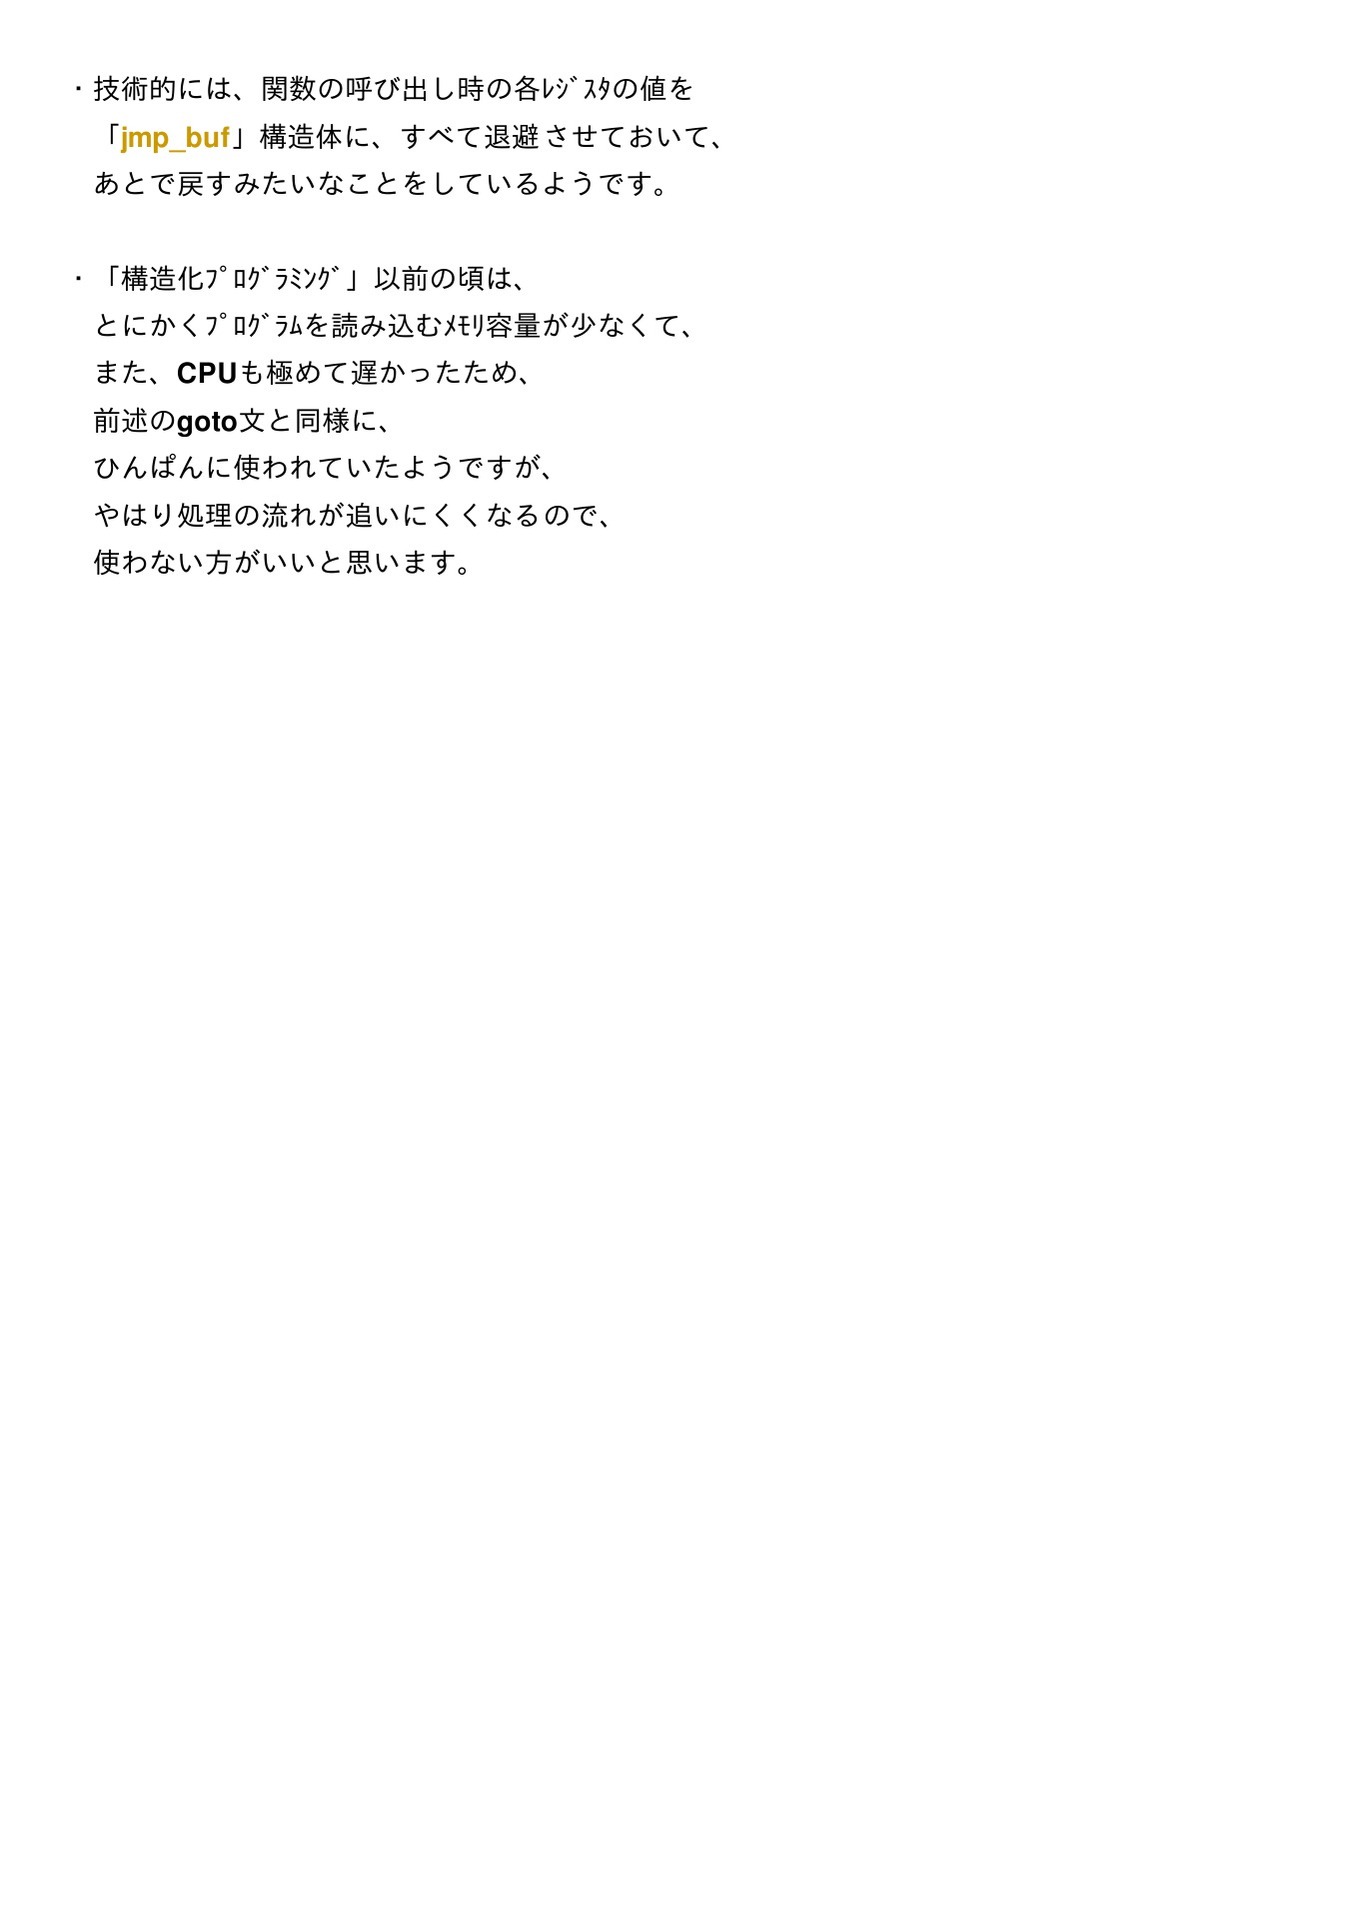 ・技術的には、関数の呼び出し時の各ﾚｼﾞｽﾀの値を
「jmp_buf」構造体に、すべて退避させておいて、
あとで戻すみたいなことをしているようです。
・「構造化ﾌﾟﾛｸﾞﾗﾐﾝｸﾞ」以前の頃は、
とにかくﾌﾟﾛｸﾞﾗﾑを読み込むﾒﾓﾘ容量が少なくて、
また、CPUも極めて遅かったため、
前述のgoto文と同様に、
ひんぱんに使われていたようですが、
やはり処理の流れが追いにくくなるので、
使わない方がいいと思います。